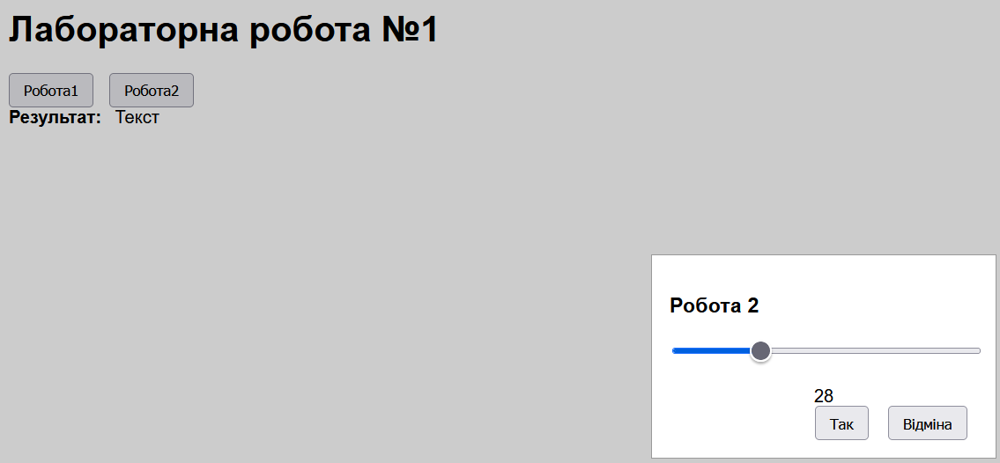 Лабораторна робота №1
Робота1 Робота2
Результат: Текст
Робота 2
28
Так Відміна